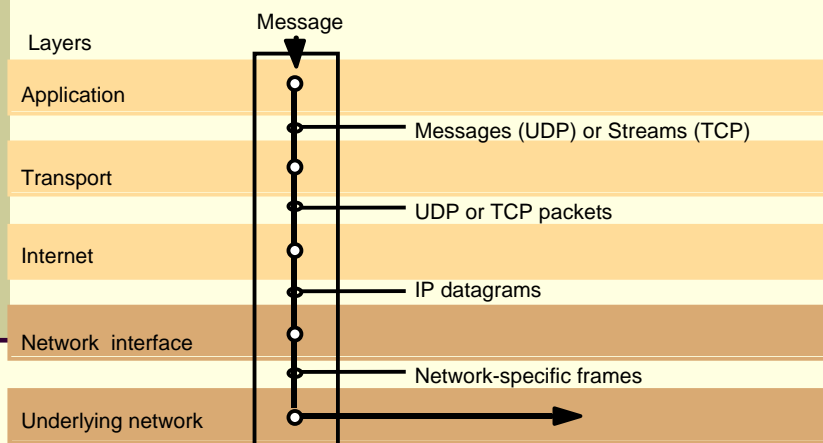 Message
Layers
Application
Messages (UDP) or Streams (TCP)
Transport
UDP or TCP packets
Internet
IP datagrams
Network interface
Network-specific frames
Underlying network